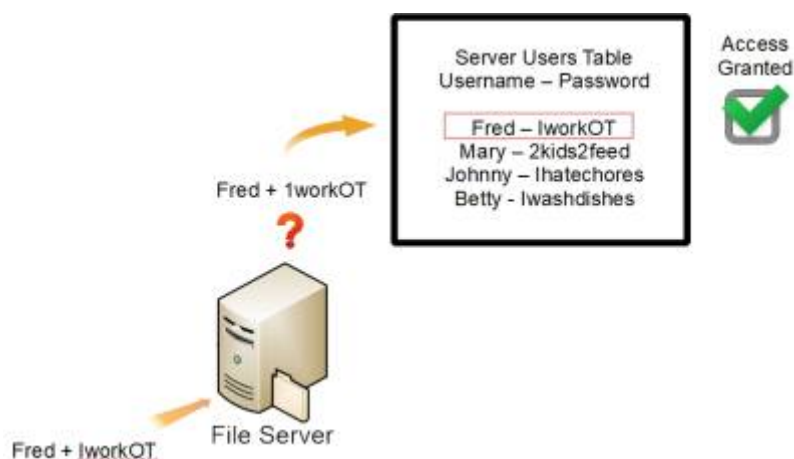 Server Users Table
Username – Password
Fred – IworkOT
Mary – 2kids2feed
Johnny – Ihatechores
Betty - Iwashdishes
Access
Granted
Fred + 1workOT
?
File Server
Fred + IworkOT